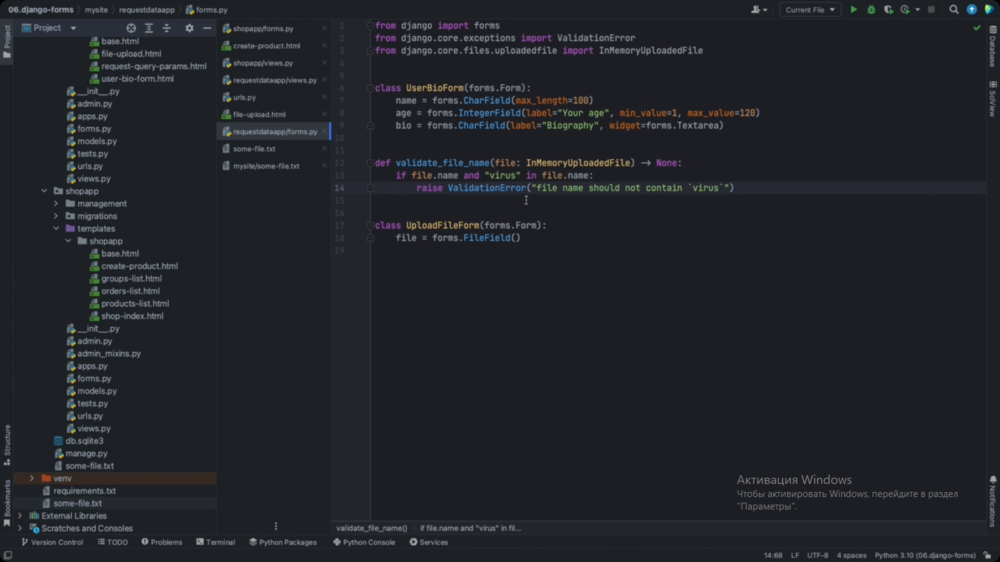 06.django-forms
mysite
requestdataapp
forms.py
Current File
Project
Project
base.html
file-upload.html
request-query-params.html
user-bio-form.html
__init__.py
admin.py
apps.py
forms.py
models.py
tests.py
urls.py
views.py
shopapp
management
migrations
templates
shopapp
base.html
create-product.html
groups-list.html
orders-list.html
products-list.html
shop-index.html
__init__.py
admin.py
admin_mixins.py
apps.py
forms.py
models.py
tests.py
urls.py
views.py
db.sqlite3
manage.py
some-file.txt
venv
requirements.txt
some-file.txt
External Libraries
Scratches and Consoles
Structure
Bookmarks
shopapp/forms.py
create-product.html
shopapp/views.py
requestdataapp/views.py
urls.py
file-upload.html
requestdataapp/forms.py
some-file.txt
mysite/some-file.txt
1 from django import forms
2 from django.core.exceptions import ValidationError
3 from django.core.files.uploadedfile import InMemoryUploadedFile
4
5
6 class UserBioForm(forms.Form):
7 name = forms.CharField(max_length=100)
8 age = forms.IntegerField(label="Your age", min_value=1, max_value=120)
9 bio = forms.CharField(label="Biography", widget=forms.Textarea)
10
11
12 def validate_file_name(file: InMemoryUploadedFile) -> None:
13 if file.name and "virus" in file.name:
14 raise ValidationError("file name should not contain `virus`")
15
16
17 class UploadFileForm(forms.Form):
18 file = forms.FileField()
19
Database
SciView
Notifications
Активация Windows
Чтобы активировать Windows, перейдите в раздел
"Параметры".
validate_file_name()
if file.name and "virus" in fil...
Version Control
TODO
Problems
Terminal
Python Packages
Python Console
Services
14:68
LF
UTF-8
4 spaces
Python 3.10 (06.django-forms)